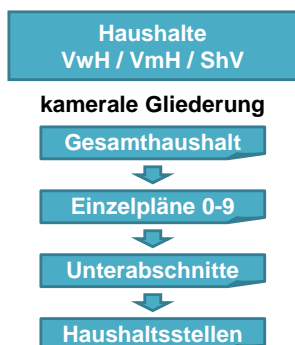 Haushalte
VwH / VmH / ShV
kamerale Gliederung
Gesamthaushalt
Einzelpläne 0-9
Unterabschnitte
Haushaltsstellen